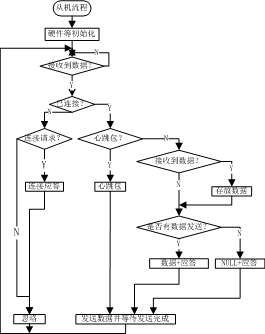 从机流程
硬件等初始化
N
接收到数据?
Y
已连接?
N
Y
连接请求?
心跳包?
N
接收到数据?
Y
Y
Y
N
连接应答
心跳包
存放数据
N
是否有数据发送?
Y
N
数据+应答
NULL+应答
忽略
发送数据并等待发送完成